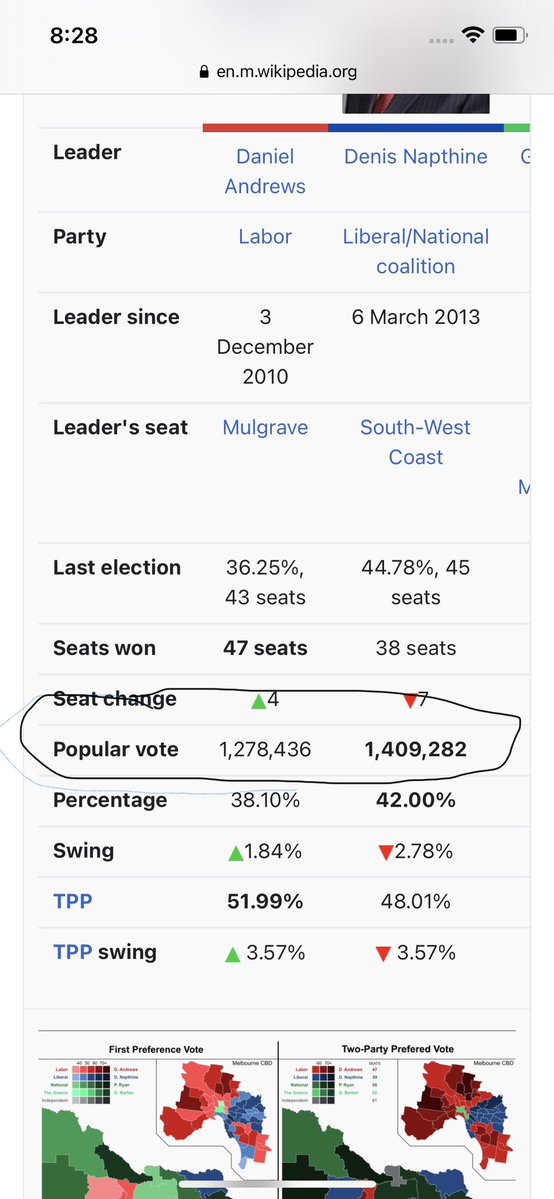 8:28
en.m.wikipedia.org
Leader Daniel Andrews Denis Napthine G
Party Labor Liberal/National coalition
Leader since 3 December 2010 6 March 2013
Leader's seat Mulgrave South-West Coast M
Last election 36.25%, 43 seats 44.78%, 45 seats
Seats won 47 seats 38 seats
Seat change ▲4 ▼7
Popular vote 1,278,436 1,409,282
Percentage 38.10% 42.00%
Swing ▲1.84% ▼2.78%
TPP 51.99% 48.01%
TPP swing ▲ 3.57% ▼ 3.57%
First Preference Vote
Melbourne CBD
Labor D. Andrews
Liberal D. Napthine
National P. Ryan
The Greens G. Barber
Independent
Two-Party Prefered Vote
Melbourne CBD
SEATS
Labor D. Andrews 47
Liberal D. Napthine
National P. Ryan
The Greens G. Barber
Independent